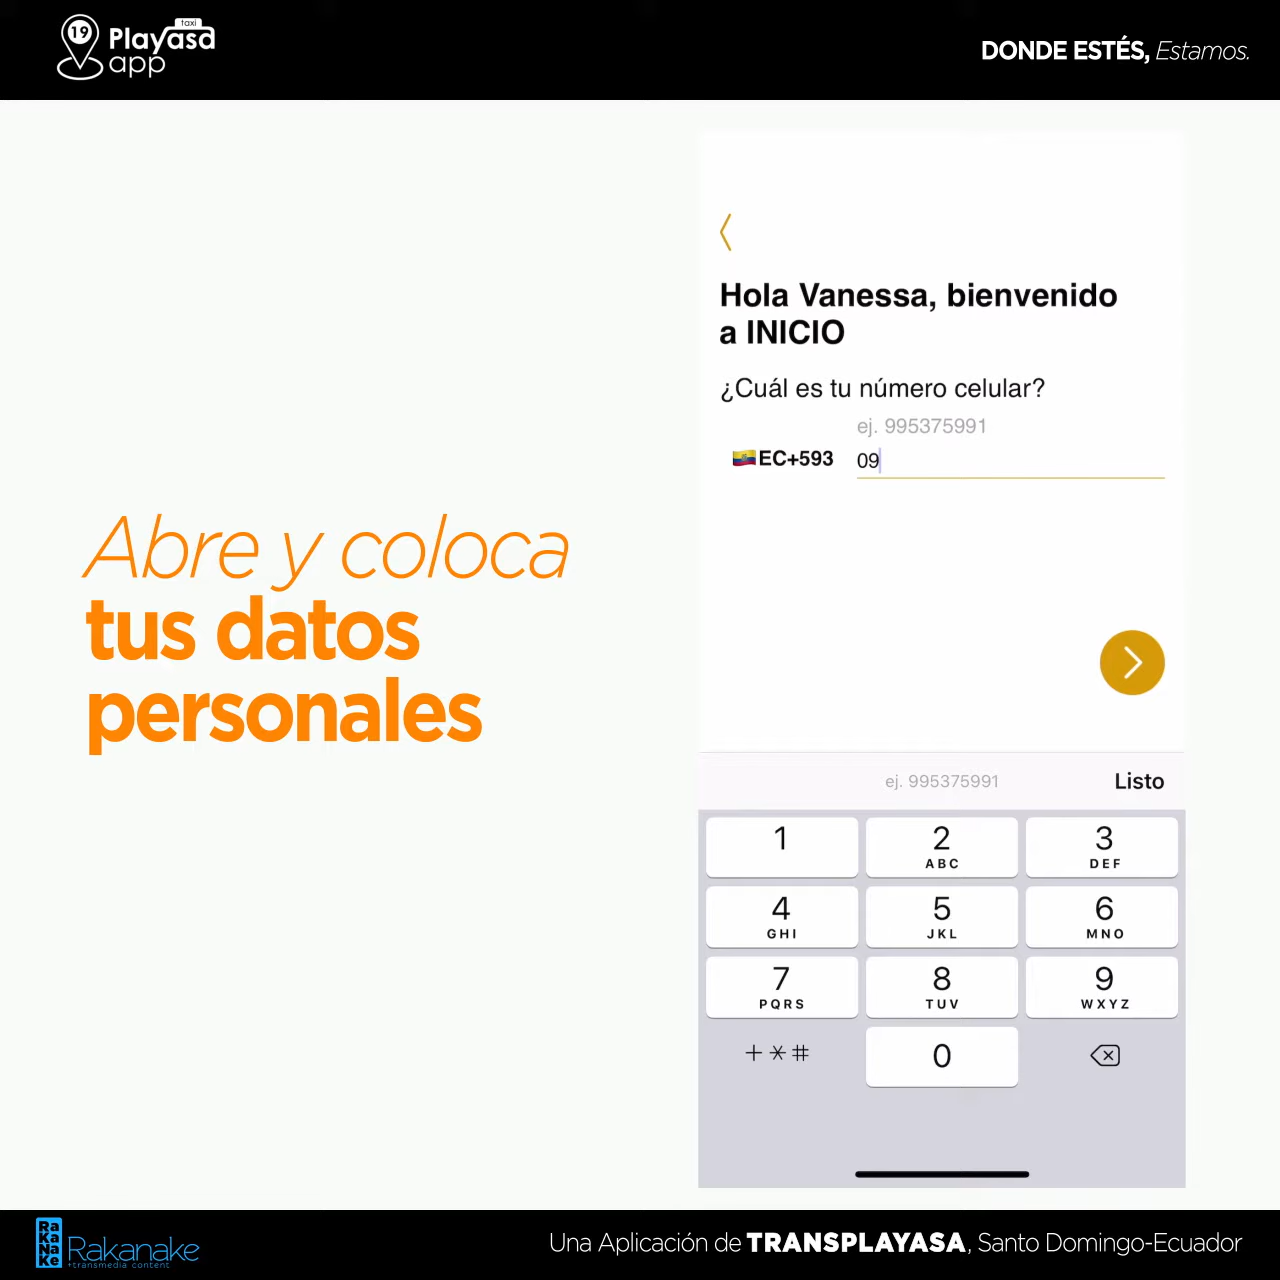 19
taxi
Playasa
app
DONDE ESTÉS, Estamos.
Hola Vanessa, bienvenido
a INICIO
¿Cuál es tu número celular?
ej. 995375991
EC+593 09
Abre y coloca
tus datos
personales
ej. 995375991 Listo
1 2 3
ABC DEF
4 5 6
GHI JKL MNO
7 8 9
PQRS TUV WXYZ
+*# 0
Ra
Ka
Na
Ke
Rakanake
+transmedia content
Una Aplicación de TRANSPLAYASA, Santo Domingo-Ecuador